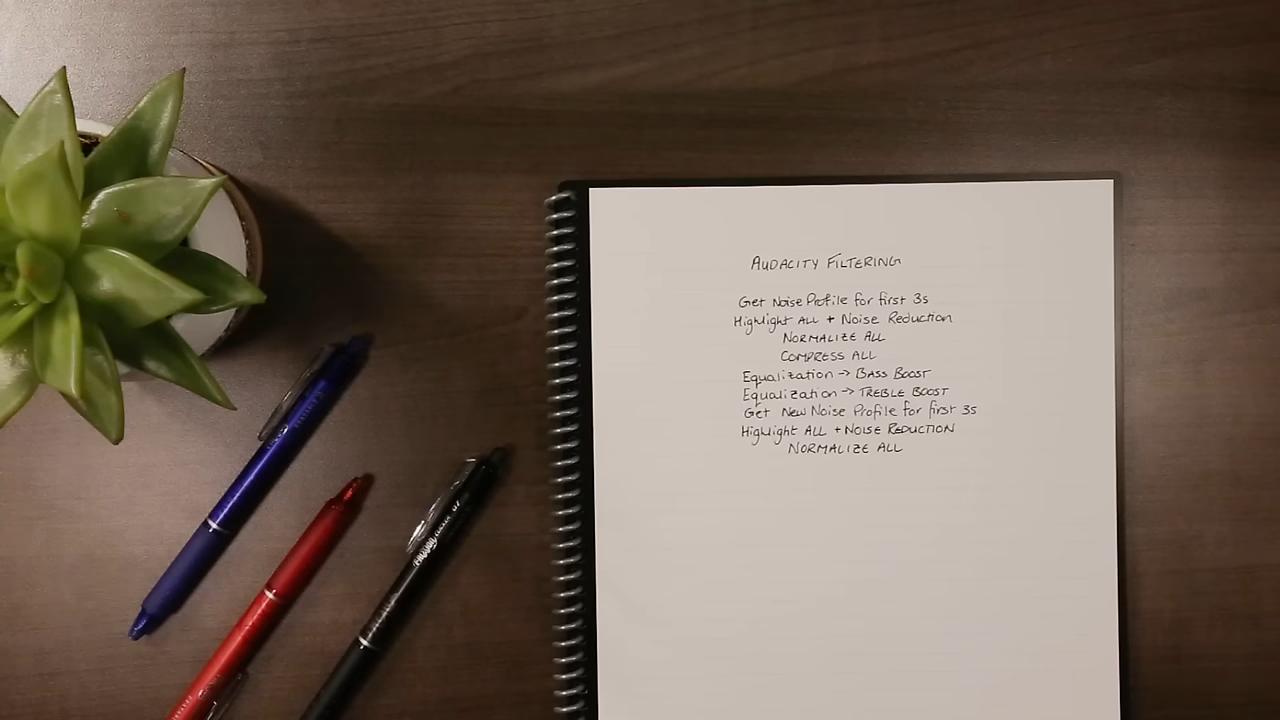 AUDACITY FILTERING
Get Noise Profile for first 3s
Highlight ALL + Noise Reduction
NORMALIZE ALL
COMPRESS ALL
Equalization → BASS BOOST
Equalization → TREBLE BOOST
Get New Noise Profile for first 3s
Highlight ALL + NOISE REDUCTION
NORMALIZE ALL